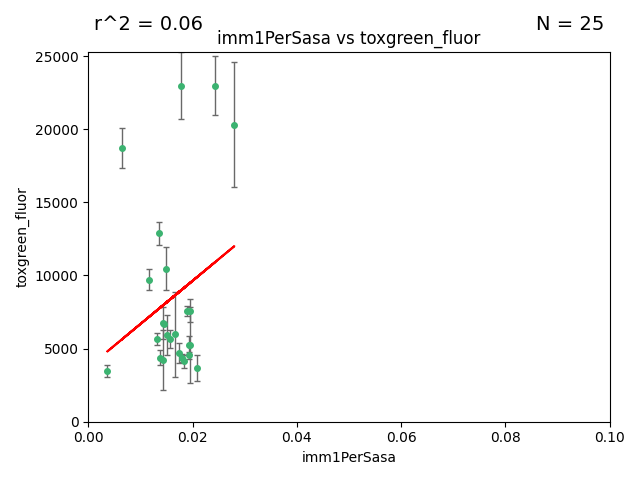 r^2 = 0.06
N = 25
imm1PerSasa vs toxgreen_fluor
25000
20000
15000
10000
5000
0
toxgreen_fluor
0.00 0.02 0.04 0.06 0.08 0.10
imm1PerSasa